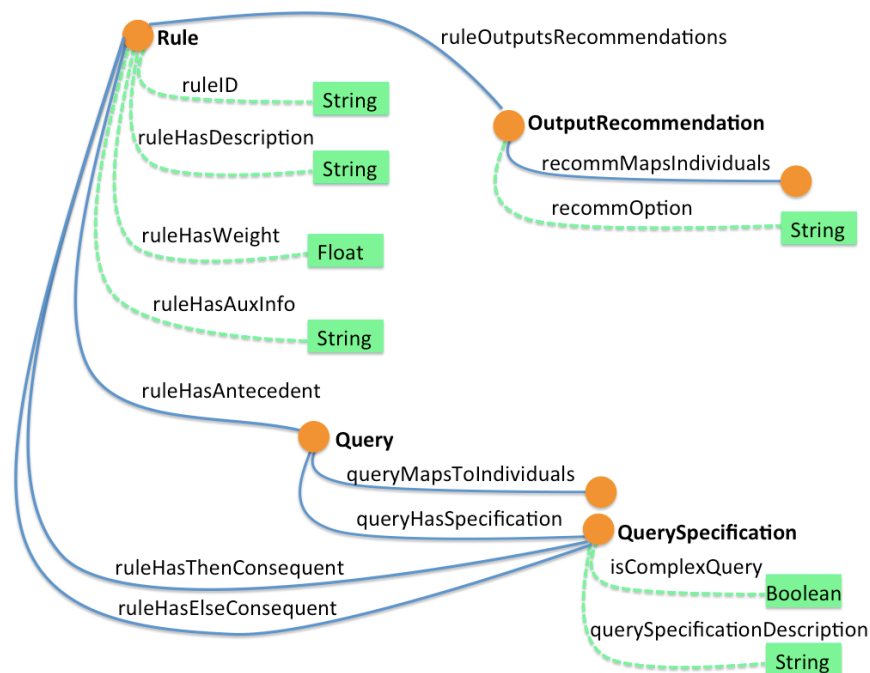 Rule
ruleOutputsRecommendations
ruleID
String
ruleHasDescription
String
OutputRecommendation
recommMapsIndividuals
recommOption
String
ruleHasWeight
Float
ruleHasAuxInfo
String
ruleHasAntecedent
Query
queryMapsToIndividuals
queryHasSpecification
QuerySpecification
isComplexQuery
Boolean
ruleHasThenConsequent
ruleHasElseConsequent
querySpecificationDescription
String